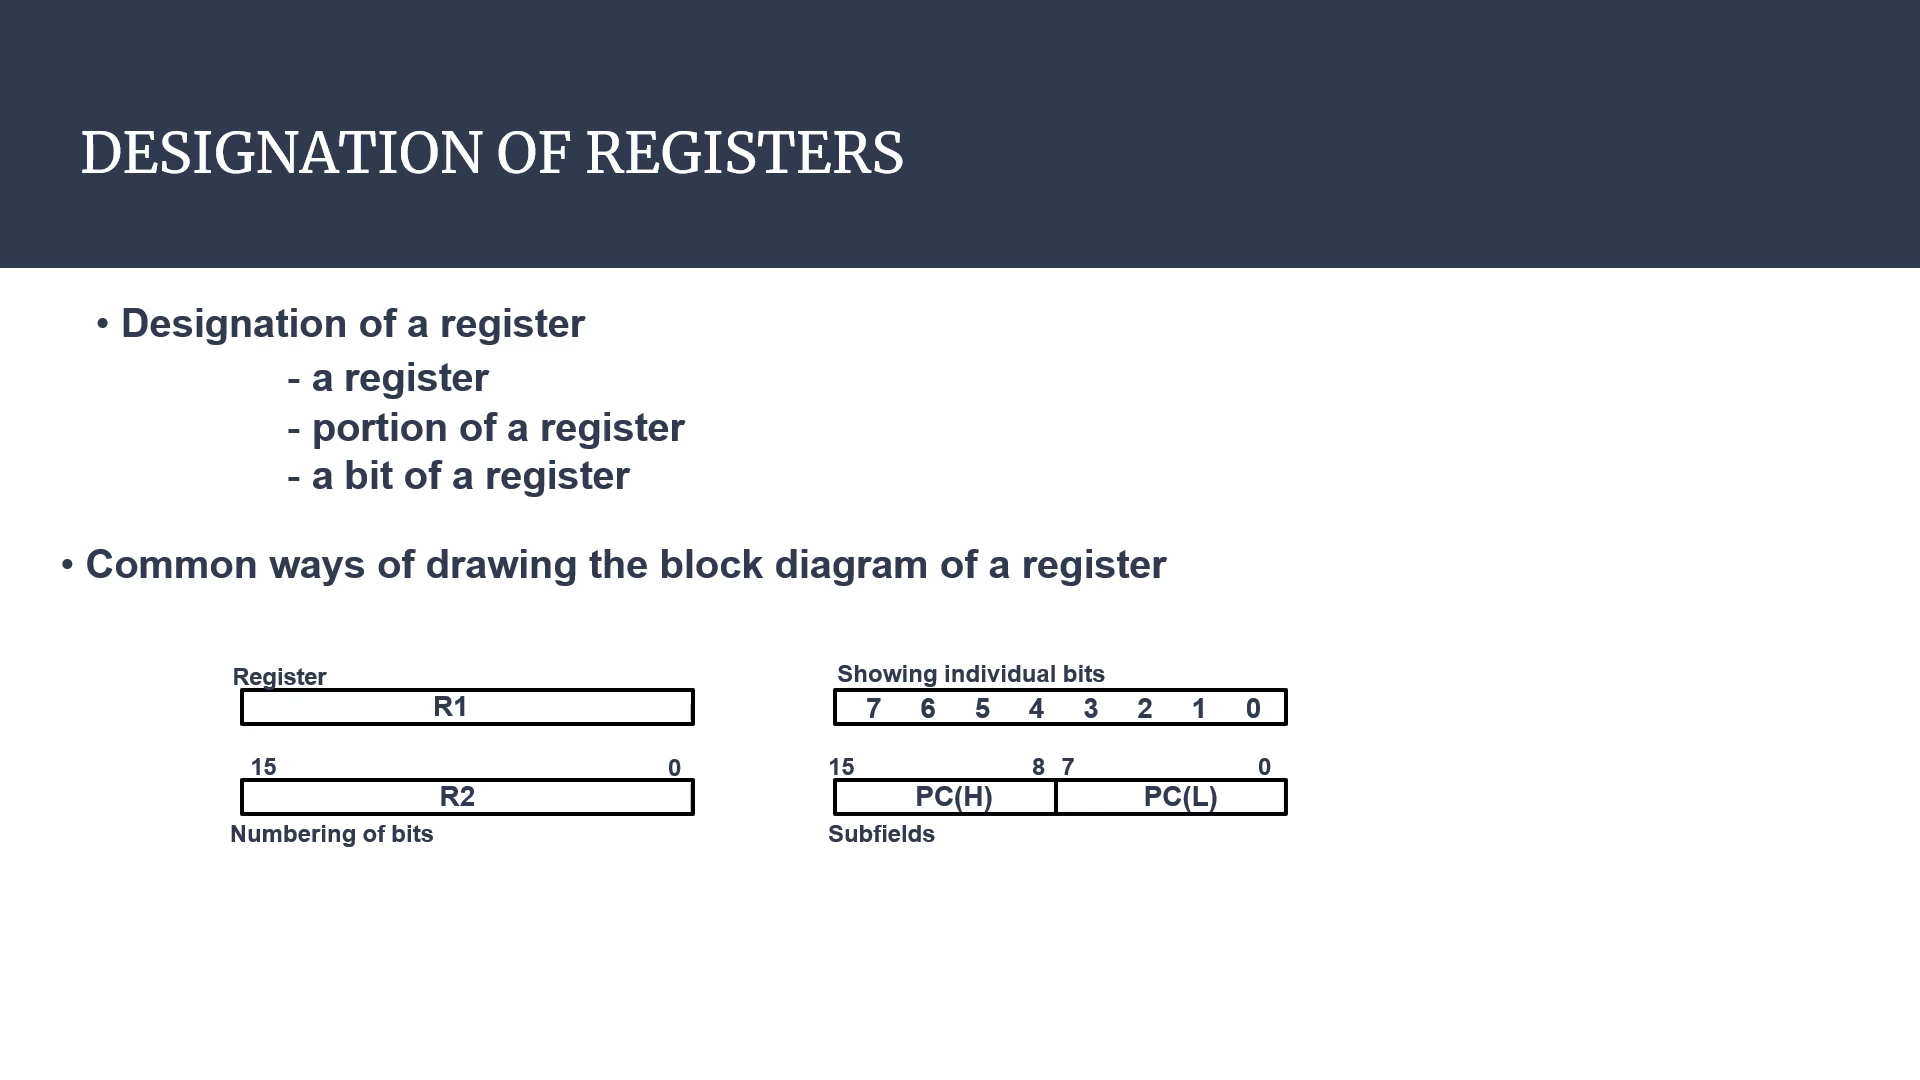 DESIGNATION OF REGISTERS
• Designation of a register
- a register
- portion of a register
- a bit of a register
• Common ways of drawing the block diagram of a register
Register
R1
Showing individual bits
7 6 5 4 3 2 1 0
15 0
R2
Numbering of bits
15 8 7 0
PC(H) PC(L)
Subfields